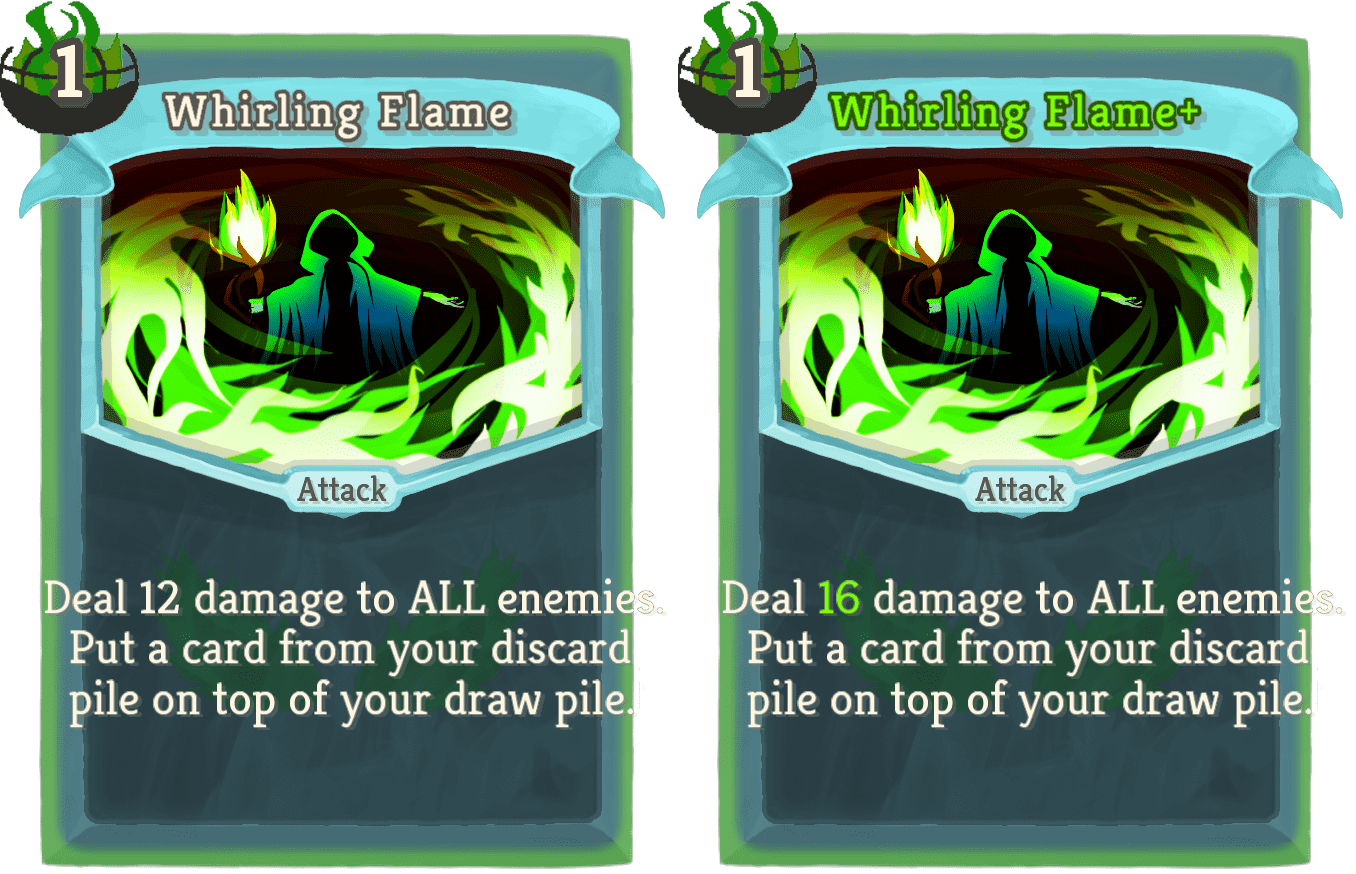 1
Whirling Flame
Attack
Deal 12 damage to ALL enemies.
Put a card from your discard
pile on top of your draw pile.
1
Whirling Flame+
Attack
Deal 16 damage to ALL enemies.
Put a card from your discard
pile on top of your draw pile.